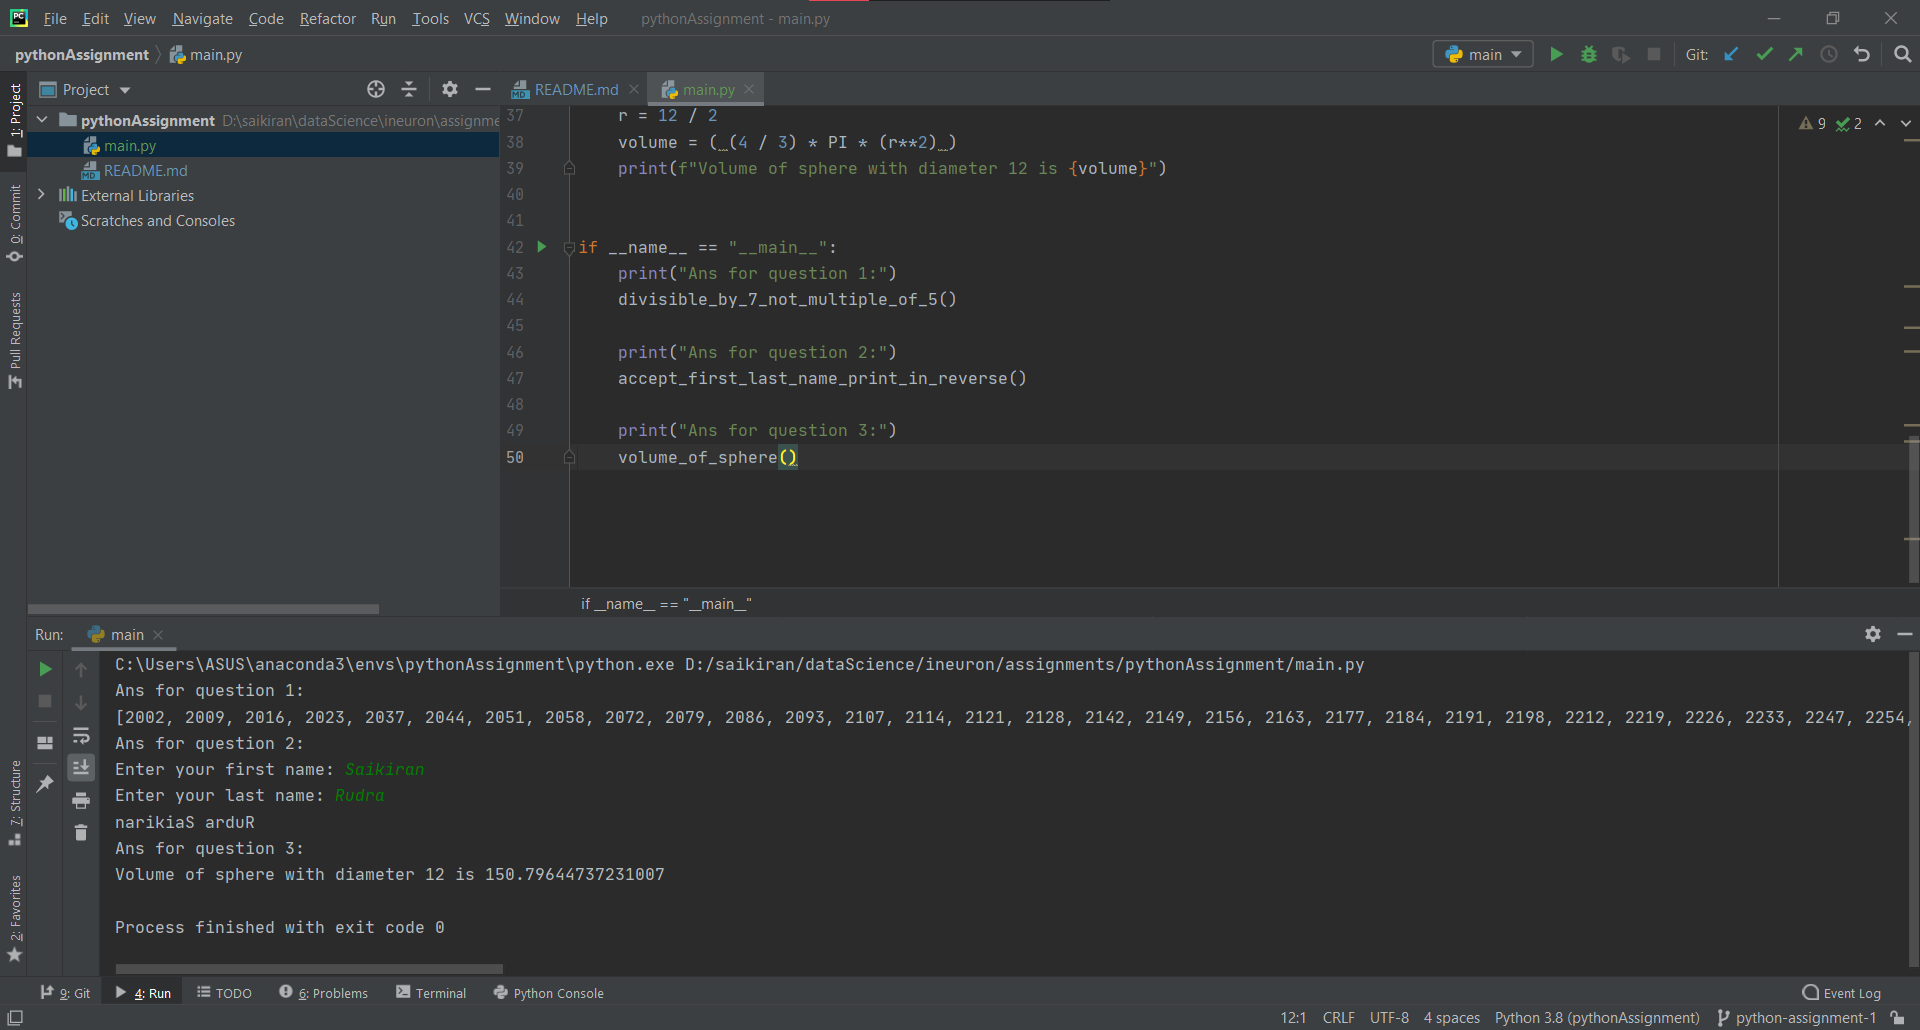 File Edit View Navigate Code Refactor Run Tools VCS Window Help pythonAssignment - main.py
pythonAssignment main.py main Git:
1: Project
0: Commit
Pull Requests
7: Structure
2: Favorites
Project
pythonAssignment D:\saikiran\dataScience\ineuron\assignme
main.py
README.md
External Libraries
Scratches and Consoles
README.md main.py
9 2
37 r = 12 / 2
38 volume = ( (4 / 3) * PI * (r**2) )
39 print(f"Volume of sphere with diameter 12 is {volume}")
40
41
42 if __name__ == "__main__":
43 print("Ans for question 1:")
44 divisible_by_7_not_multiple_of_5()
45
46 print("Ans for question 2:")
47 accept_first_last_name_print_in_reverse()
48
49 print("Ans for question 3:")
50 volume_of_sphere()
if __name__ == "__main__"
Run: main
C:\Users\ASUS\anaconda3\envs\pythonAssignment\python.exe D:/saikiran/dataScience/ineuron/assignments/pythonAssignment/main.py
Ans for question 1:
[2002, 2009, 2016, 2023, 2037, 2044, 2051, 2058, 2072, 2079, 2086, 2093, 2107, 2114, 2121, 2128, 2142, 2149, 2156, 2163, 2177, 2184, 2191, 2198, 2212, 2219, 2226, 2233, 2247, 2254,
Ans for question 2:
Enter your first name: Saikiran
Enter your last name: Rudra
narikiaS arduR
Ans for question 3:
Volume of sphere with diameter 12 is 150.79644737231007
Process finished with exit code 0
9: Git 4: Run TODO 6: Problems Terminal Python Console Event Log
12:1 CRLF UTF-8 4 spaces Python 3.8 (pythonAssignment) python-assignment-1